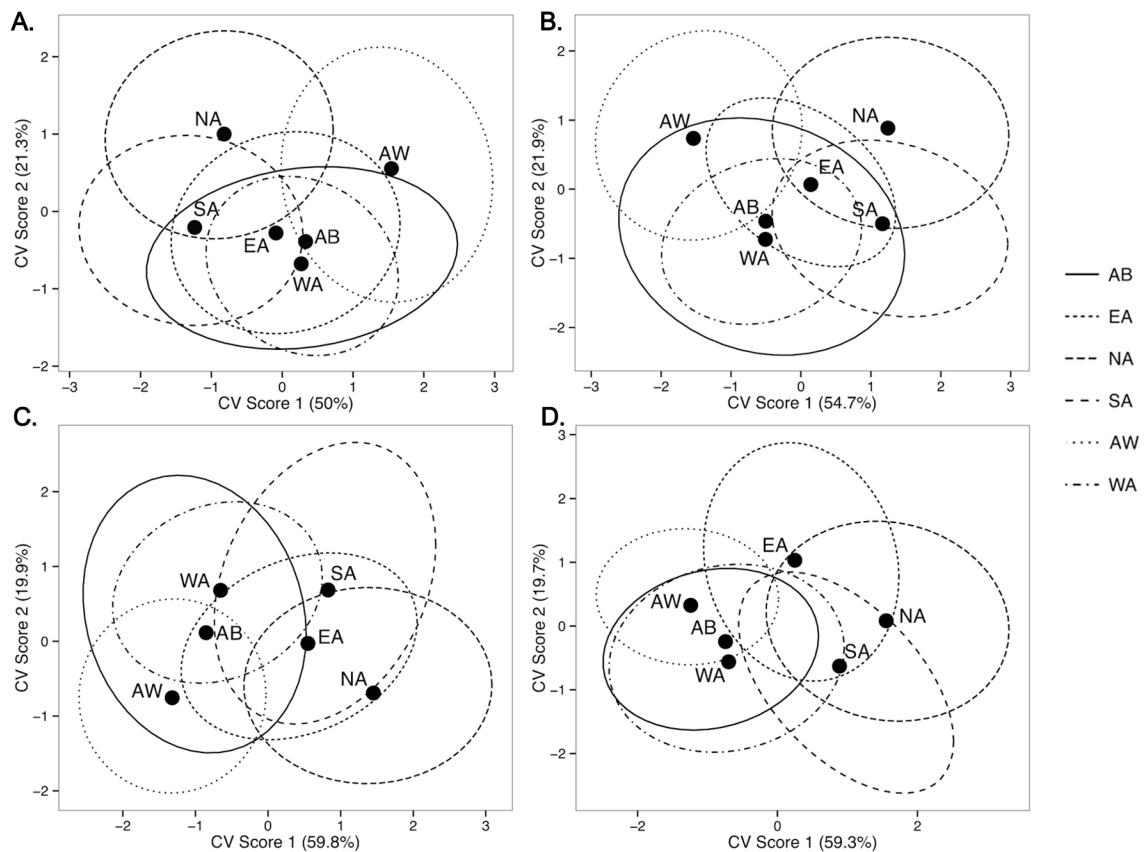 A.
2
1
0
−1
−2
CV Score 2 (21.3%)
NA
AW
SA
EA
AB
WA
−3
−2
−1
0
1
2
3
CV Score 1 (50%)
B.
2
1
0
−1
−2
CV Score 2 (21.9%)
AW
NA
EA
AB
SA
WA
−3
−2
−1
0
1
2
3
CV Score 1 (54.7%)
AB
EA
NA
SA
AW
WA
C.
2
1
0
−1
−2
CV Score 2 (19.9%)
WA
SA
AB
EA
AW
NA
−2
−1
0
1
2
3
CV Score 1 (59.8%)
D.
3
2
1
0
−1
−2
CV Score 2 (19.7%)
EA
AW
NA
AB
SA
WA
−2
0
2
CV Score 1 (59.3%)